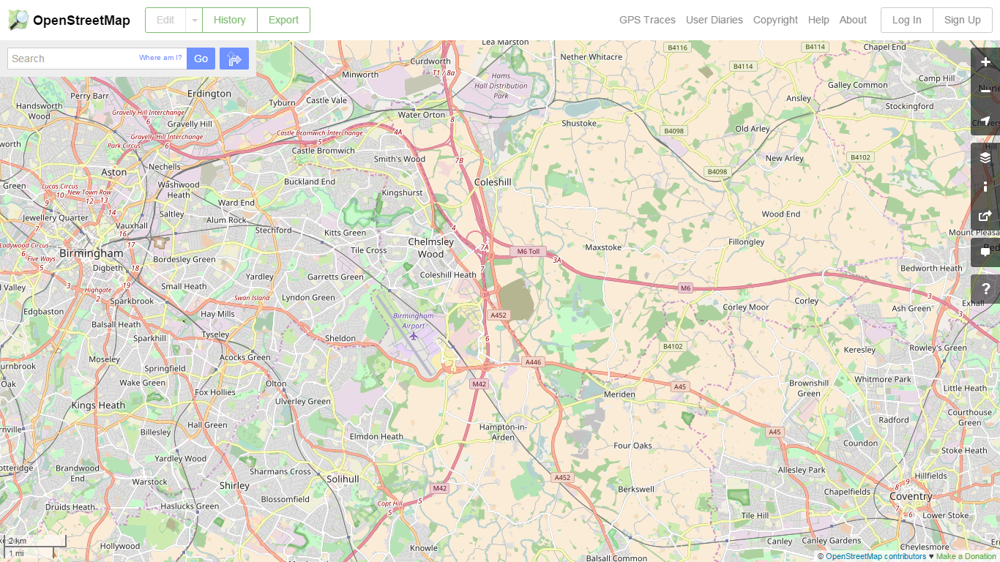 OpenStreetMap
Edit
History
Export
GPS Traces
User Diaries
Copyright
Help
About
Log In
Sign Up
Search
Where am I?
Go
Lea Marston
Nether Whitacre
B4116
B4114
Chapel End
Curdworth
T1 / 8a
Minworth
Hams
Hall Distribution
Park
B4114
Camp Hill
Galley Common
Perry Barr
Erdington
Tyburn
Castle Vale
Ansley
Stockingford
Handsworth
Wood
Gravelly Hill Interchange
Gravelly Hill
Water Orton
8
Shustoke
B4098
Old Arley
Gravelly Hill Interchange
Park Circus
6
Castle Bromwich Interchange
5
4A
Castle Bromwich
Smith's Wood
7B
New Arley
B4102
Aston
Nechells
B4098
Buckland End
Coleshill
Washwood
Heath
Kingshurst
Green
Lucas Circus
New Town Row
9
10
12
13
11
14
Ward End
Saltley
Alum Rock
Wood End
Jewellery Quarter
Vauxhall
Stechford
Kitts Green
4
Mount Pleasa
Ladywood Circus
Five Ways
6
5
Birmingham
Bordesley Green
Tile Cross
Chelmsley
Wood
7A
M6 Toll
3A
Maxstoke
Fillongley
Digbeth
18
Yardley
Garretts Green
Coleshill Heath
7
Bedworth Heath
Valley
3
19
Small Heath
Highgate
2
Swan Island
Lyndon Green
M6
3
Sparkbrook
Corley
Exhall
Edgbaston
Hay Mills
Corley Moor
Ash Green
3
Balsall Heath
Birmingham
Airport
A452
Sparkhill
Tyseley
Sheldon
6
B4102
Rowley's Green
Moseley
Acocks Green
Keresley
Springfield
A446
Oak
Wake Green
Olton
M42
A45
Whitmore Park
Brownshill
Green
Little Heath
Fox Hollies
Meriden
Kings Heath
Ulverley Green
Courthouse
Green
Hall Green
Hampton-in-
Arden
Radford
Billesley
Elmdon Heath
A45
Coundon
Four Oaks
Stoke Heath
Yardley Wood
Brandwood
End
Sharmans Cross
Allesley Park
Hillfields
Warstock
Shirley
Solihull
M42
A452
Berkswell
Chapelfields
8
9
Coventry
Druids Heath
Haslucks Green
Blossomfield
Copt Hill
5
7
6
Tile Hill
Lower Stoke
2 km
1 mi
Hollywood
Knowle
Balsall Common
Canley
Canley Gardens
Cheylesmore
© OpenStreetMap contributors ♥ Make a Donation